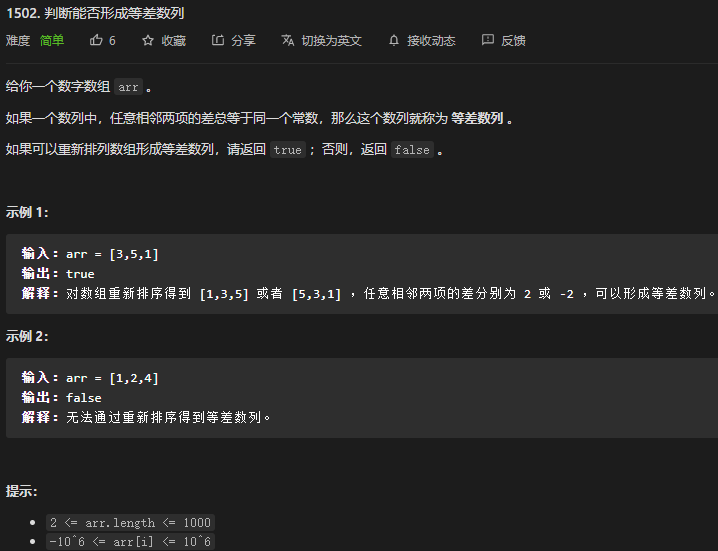 1502. 判断能否形成等差数列
难度 简单 6 收藏 分享 切换为英文 接收动态 反馈
给你一个数字数组 arr 。
如果一个数列中，任意相邻两项的差总等于同一个常数，那么这个数列就称为 等差数列 。
如果可以重新排列数组形成等差数列，请返回 true ；否则，返回 false 。
示例 1：
输入：arr = [3,5,1]
输出：true
解释：对数组重新排序得到 [1,3,5] 或者 [5,3,1] ，任意相邻两项的差分别为 2 或 -2 ，可以形成等差数列。
示例 2：
输入：arr = [1,2,4]
输出：false
解释：无法通过重新排序得到等差数列。
提示：
• 2 <= arr.length <= 1000
• -10^6 <= arr[i] <= 10^6